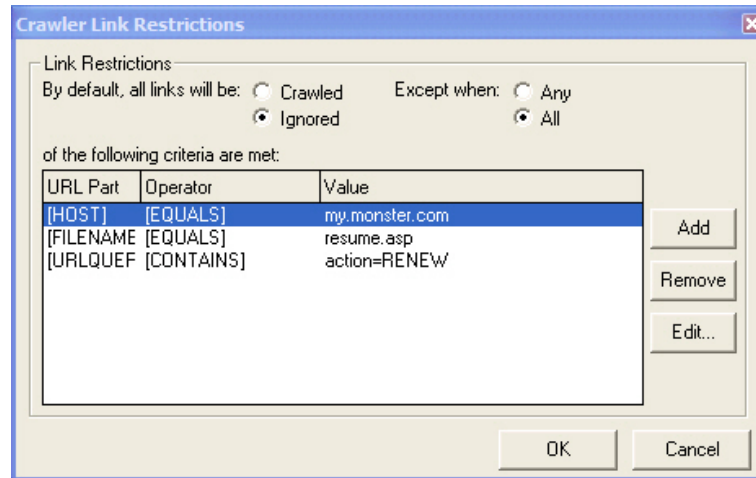 Crawler Link Restrictions
Link Restrictions
By default, all links will be: Crawled Except when: Any
Ignored All
of the following criteria are met:
URL Part Operator Value
[HOST] [EQUALS] my.monster.com
[FILENAME [EQUALS] resume.asp
[URLQUEF [CONTAINS] action=RENEW
Add
Remove
Edit...
OK Cancel